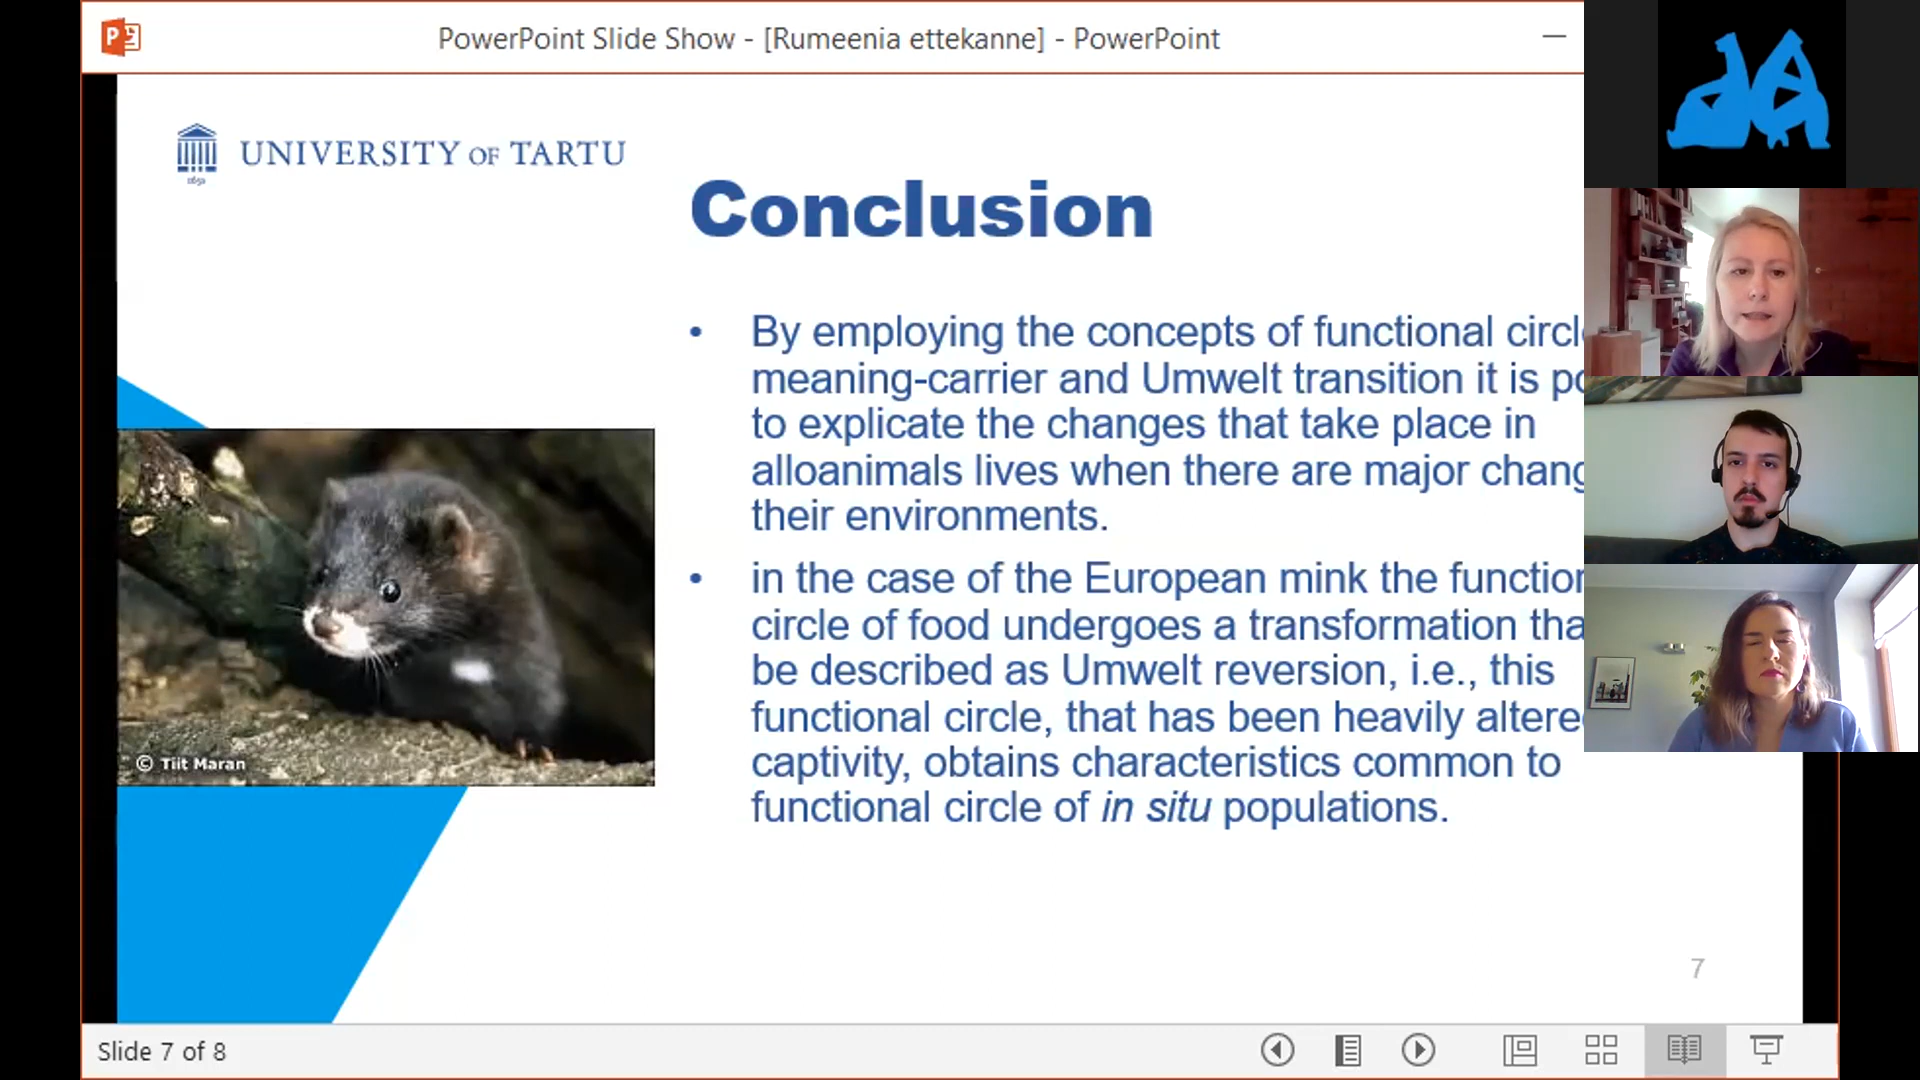 PowerPoint Slide Show - [Rumeenia ettekanne] - PowerPoint
UNIVERSITY OF TARTU
1632
Conclusion
• By employing the concepts of functional circl
meaning-carrier and Umwelt transition it is po
to explicate the changes that take place in
alloanimals lives when there are major chang
their environments.
• in the case of the European mink the function
circle of food undergoes a transformation tha
be described as Umwelt reversion, i.e., this
functional circle, that has been heavily altere
captivity, obtains characteristics common to
functional circle of in situ populations.
© Tiit Maran
7
Slide 7 of 8